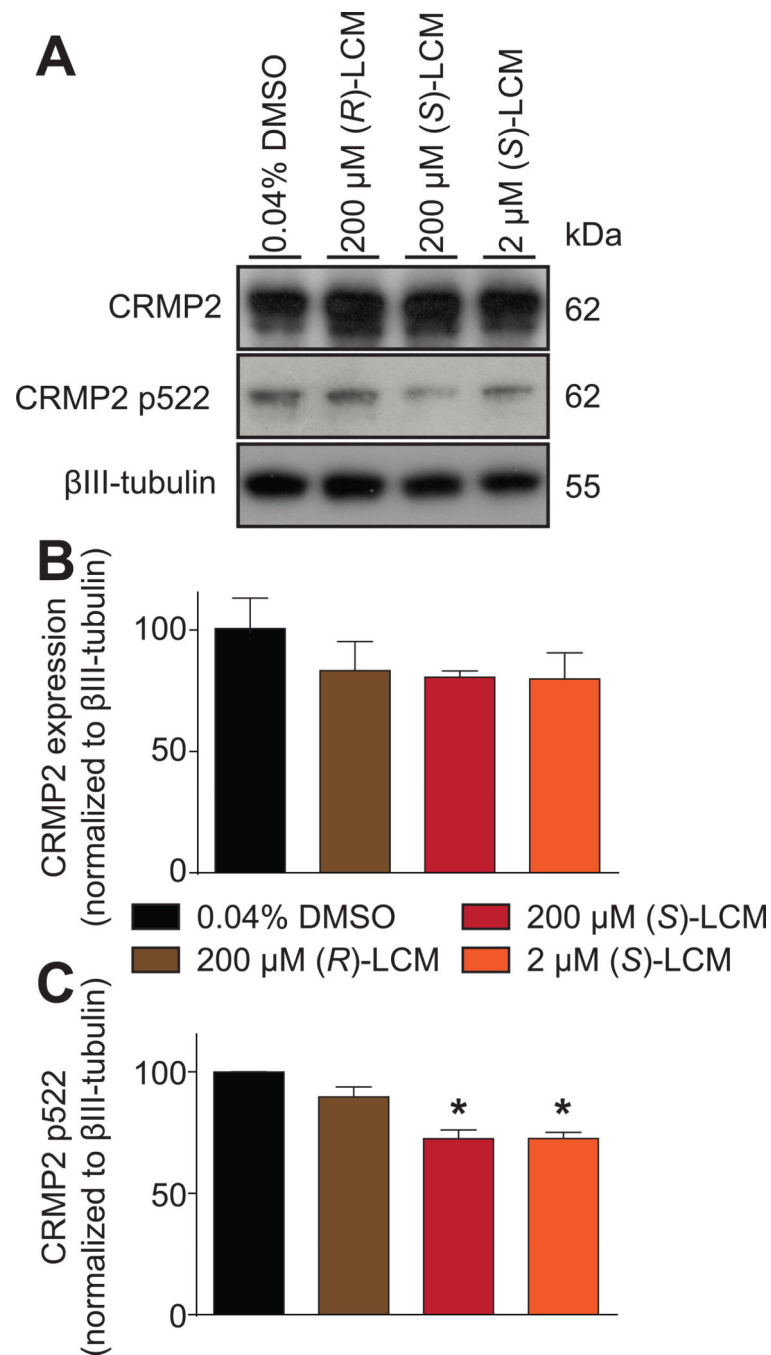 A
0.04% DMSO
200 µM (R)-LCM
200 µM (S)-LCM
2 µM (S)-LCM
kDa
CRMP2
62
CRMP2 p522
62
βIII-tubulin
55
B
CRMP2 expression
(normalized to βIII-tubulin)
100
50
0
0.04% DMSO
200 µM (S)-LCM
200 µM (R)-LCM
2 µM (S)-LCM
C
CRMP2 p522
(normalized to βIII-tubulin)
100
50
0
*
*